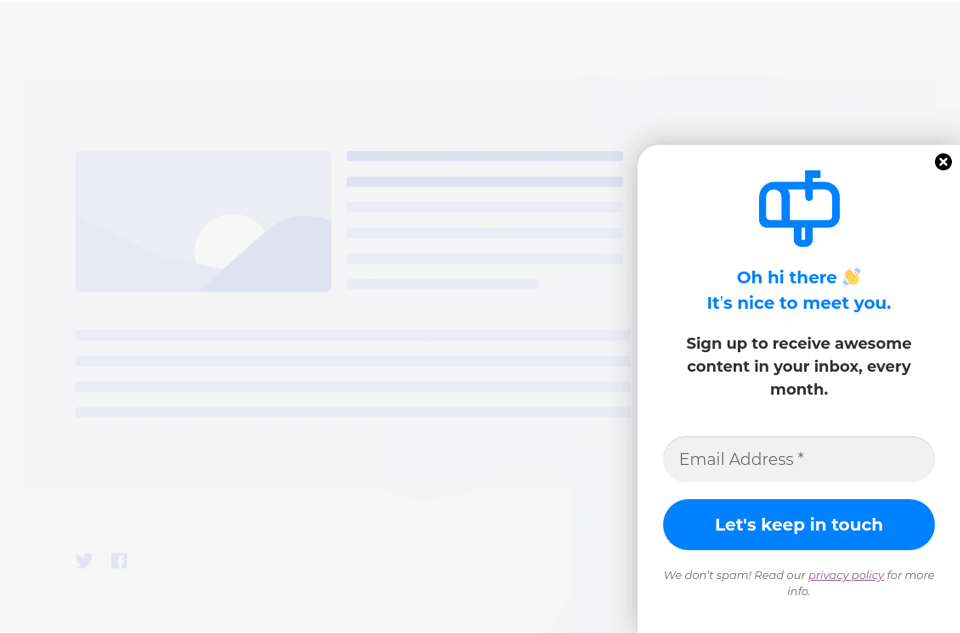 Oh hi there 👋
It's nice to meet you.
Sign up to receive awesome
content in your inbox, every
month.
Email Address *
Let's keep in touch
We don’t spam! Read our privacy policy for more
info.